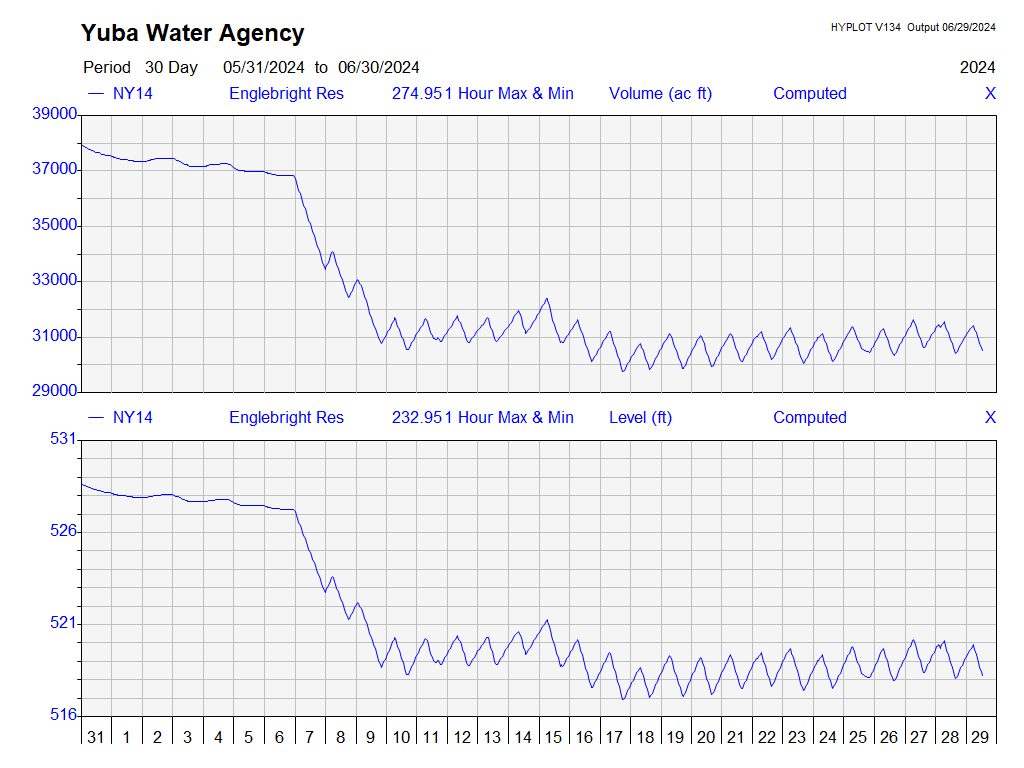 Yuba Water Agency
HYPLOT V134 Output 06/29/2024
Period 30 Day 05/31/2024 to 06/30/2024 2024
NY14 Englebright Res 274.951 Hour Max & Min Volume (ac ft) Computed X
39000
37000
35000
33000
31000
29000
NY14 Englebright Res 232.951 Hour Max & Min Level (ft) Computed X
531
526
521
516
31 1 2 3 4 5 6 7 8 9 10 11 12 13 14 15 16 17 18 19 20 21 22 23 24 25 26 27 28 29